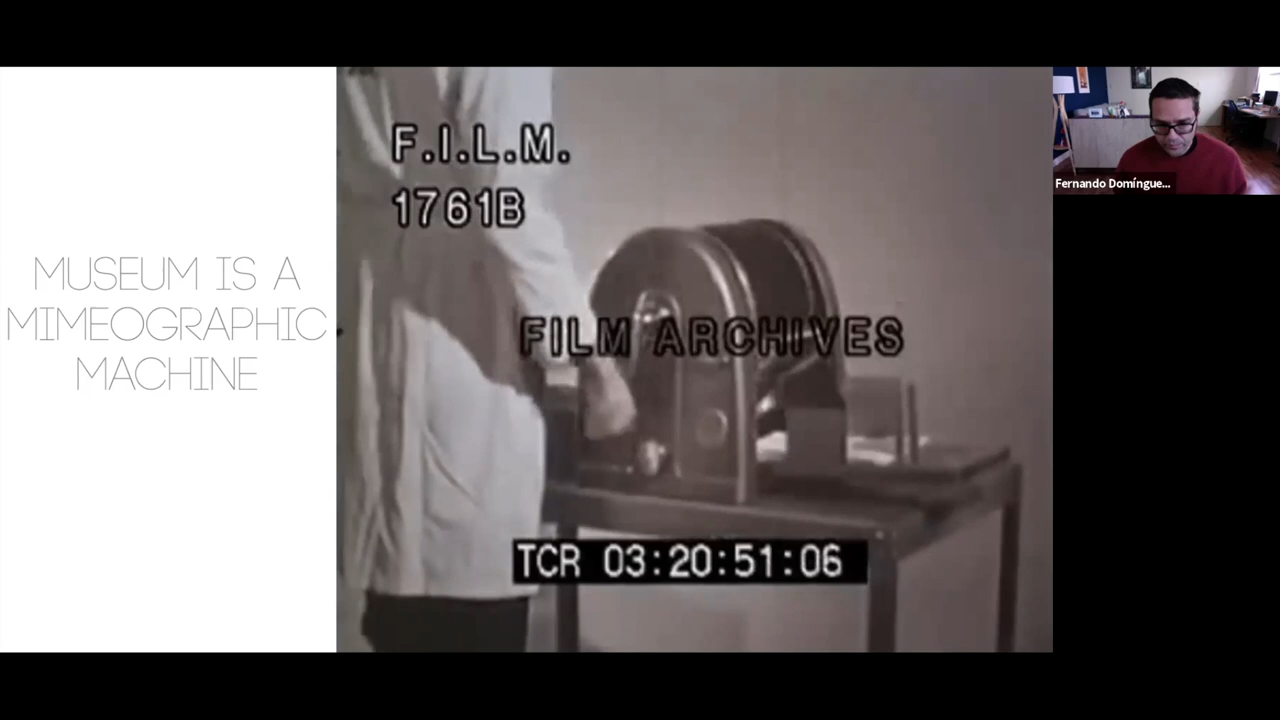 MUSEUM IS A
MIMEOGRAPHIC
MACHINE
F.I.L.M.
1761B
FILM ARCHIVES
TCR 03:20:51:06
Fernando Domíngue...